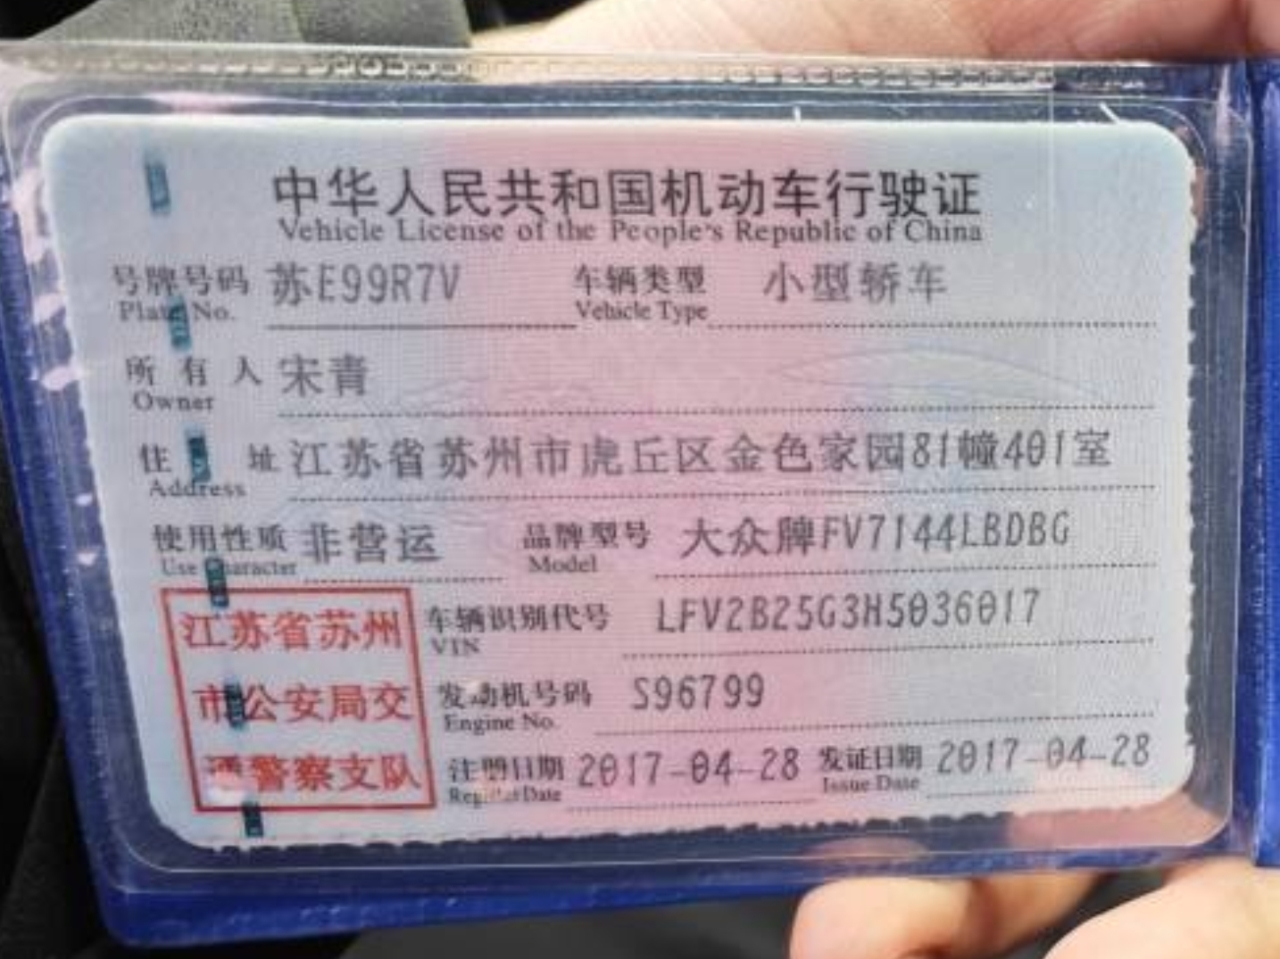 中华人民共和国机动车行驶证
Vehicle License of the People's Republic of China
号牌号码 苏E99R7V 车辆类型 小型轿车
Plate No. Vehicle Type
所有人 宋青
Owner
住址 江苏省苏州市虎丘区金色家园81幢401室
Address
使用性质 非营运 品牌型号 大众牌FV7144LBDBG
Use Character Model
车辆识别代号 LFV2B25G3H5036017
VIN
发动机号码 S96799
Engine No.
注册日期 2017-04-28 发证日期 2017-04-28
Register Date Issue Date
江苏省苏州
市公安局交
通警察支队